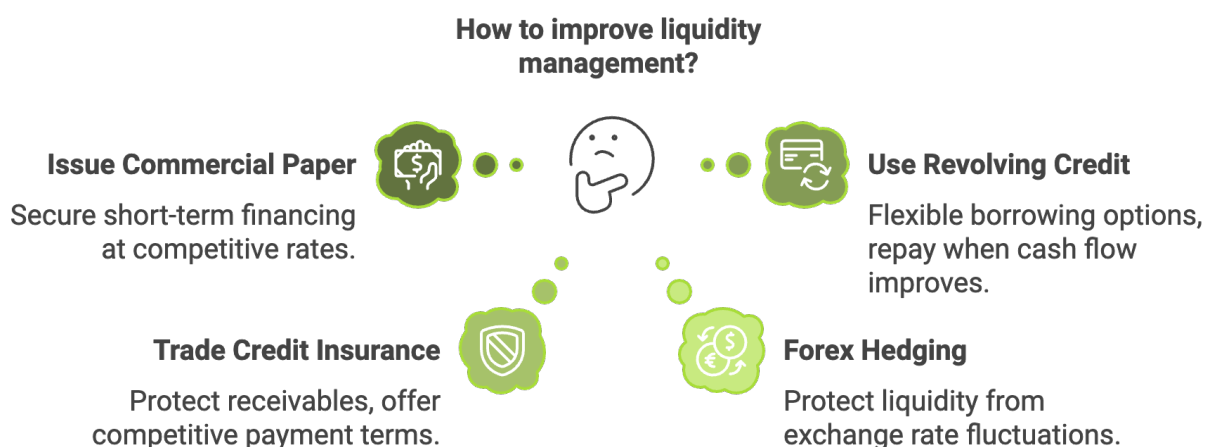 How to improve liquidity
management?
Issue Commercial Paper
Secure short-term financing
at competitive rates.
Use Revolving Credit
Flexible borrowing options,
repay when cash flow
improves.
Trade Credit Insurance
Protect receivables, offer
competitive payment terms.
Forex Hedging
Protect liquidity from
exchange rate fluctuations.
$
$
€